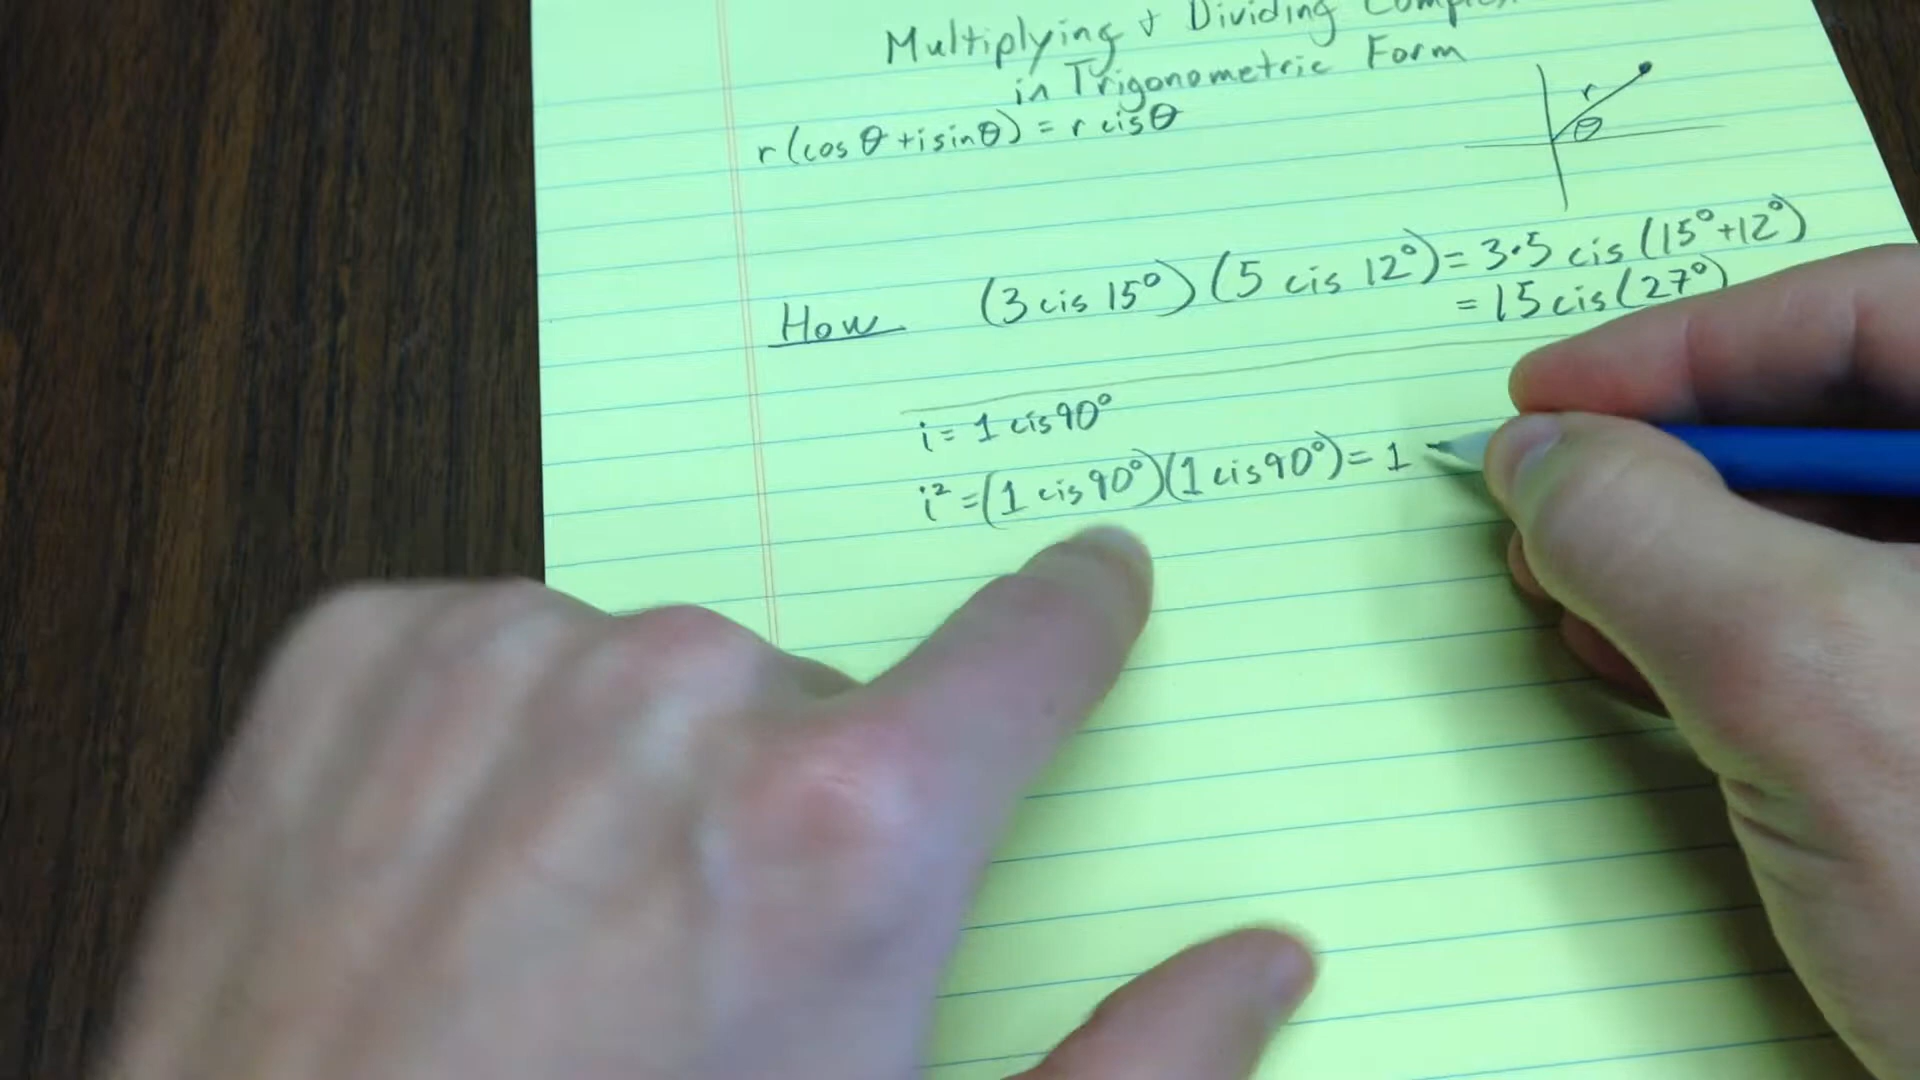 Multiplying & Dividing
in Trigonometric Form
r(cos θ + i sin θ) = r cis θ
r
θ
How (3 cis 15°)(5 cis 12°) = 3·5 cis (15°+12°)
= 15 cis (27°)
i = 1 cis 90°
i² = (1 cis 90°)(1 cis 90°) = 1